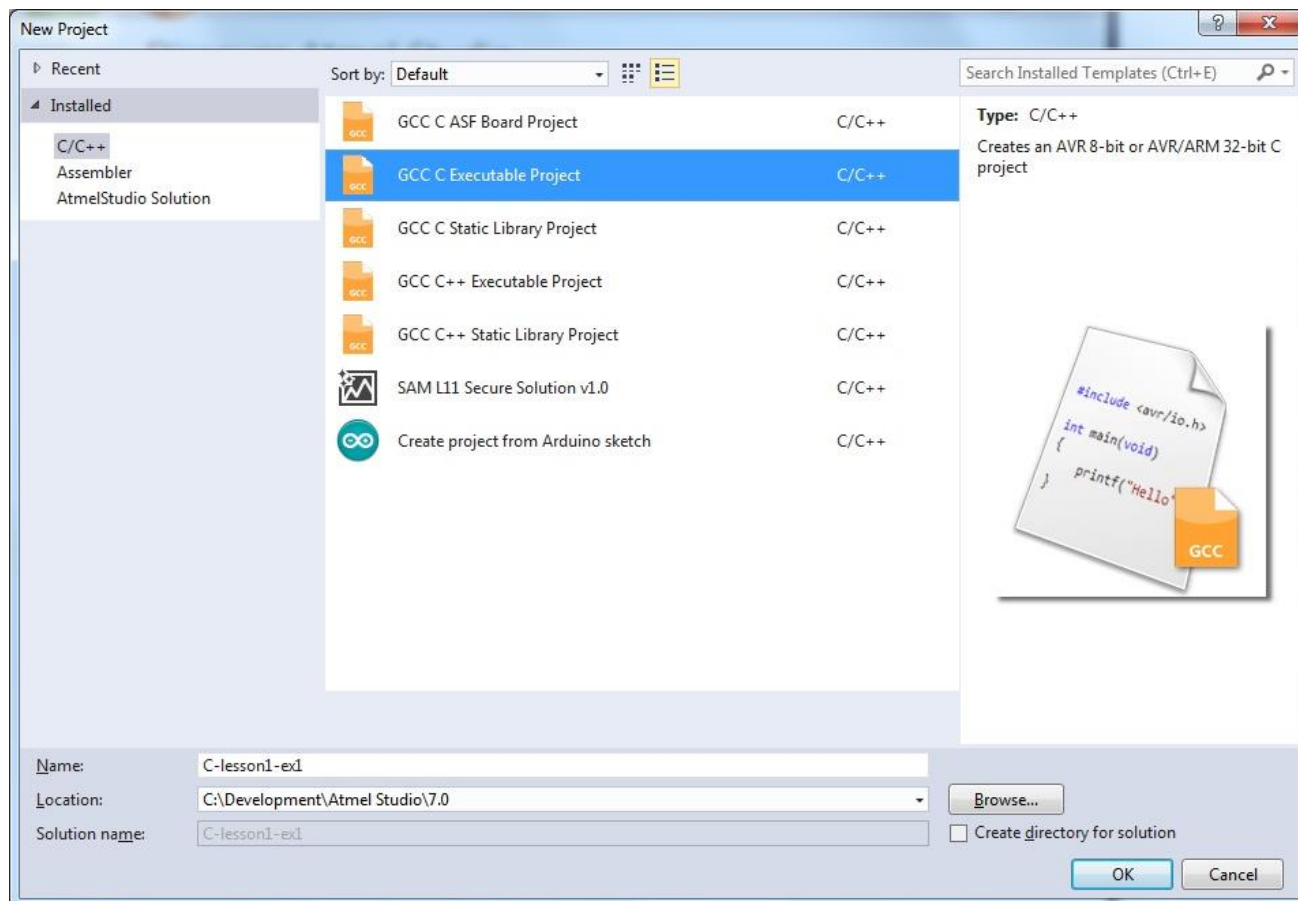 New Project
Recent
Installed
C/C++
Assembler
AtmelStudio Solution
Sort by: Default
GCC C ASF Board Project C/C++
GCC C Executable Project C/C++
GCC C Static Library Project C/C++
GCC C++ Executable Project C/C++
GCC C++ Static Library Project C/C++
SAM L11 Secure Solution v1.0 C/C++
Create project from Arduino sketch C/C++
Search Installed Templates (Ctrl+E)
Type: C/C++
Creates an AVR 8-bit or AVR/ARM 32-bit C
project
#include <avr/io.h>
int main(void)
{
printf("Hello"
}
GCC
Name: C-lesson1-ex1
Location: C:\Development\Atmel Studio\7.0
Browse...
Solution name: C-lesson1-ex1
Create directory for solution
OK Cancel